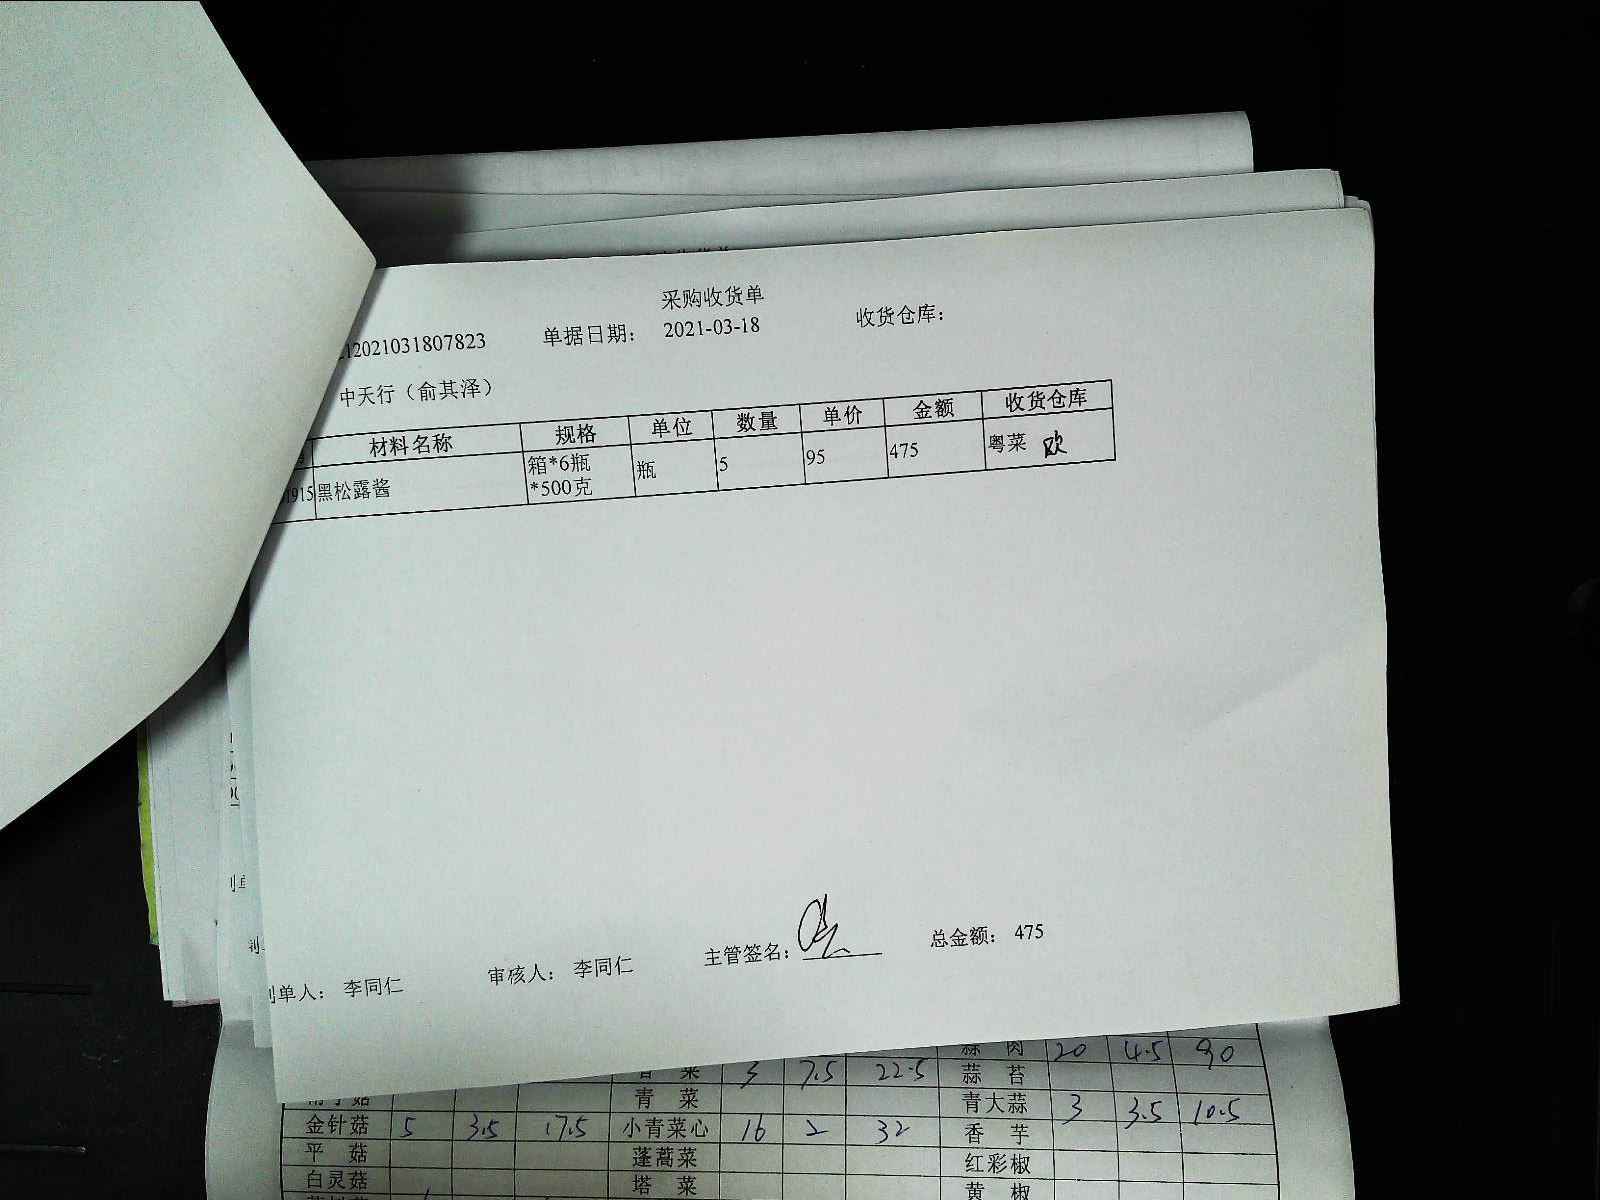 采购收货单
2021031807823 单据日期： 2021-03-18 收货仓库：
中天行（俞其泽）
材料名称 规格 单位 数量 单价 金额 收货仓库
1915 黑松露酱 箱*6瓶 瓶 5 95 475 粤菜 欧
*500克
单人： 李同仁 审核人： 李同仁 主管签名： 总金额： 475
蒜 肉 20 4.5 90
菜 3 7.5 22.5 蒜 苔
青 菜 青大蒜 3 3.5 10.5
金针菇 5 3.5 17.5 小青菜心 16 2 32 香 芋
平 菇 蓬蒿菜 红彩椒
白灵菇 塔 菜 黄 椒